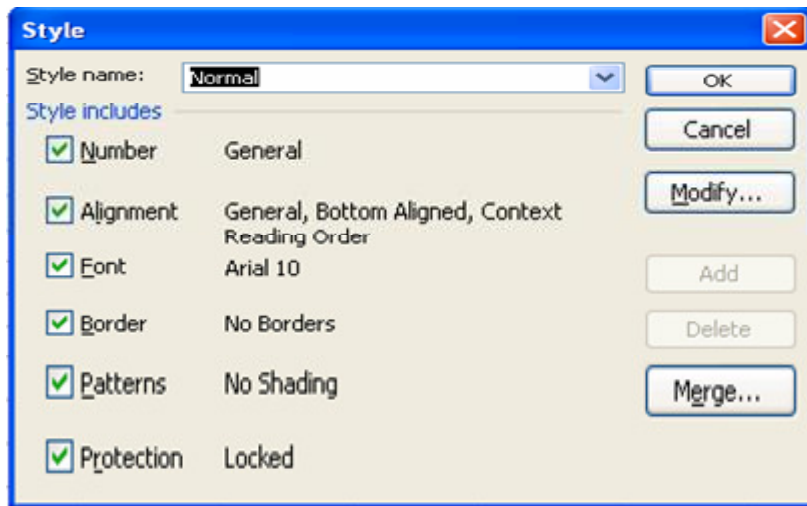 Style
Style name: Normal OK
Style includes
Cancel
Number General
Modify...
Alignment General, Bottom Aligned, Context
Reading Order
Font Arial 10
Add
Border No Borders
Delete
Patterns No Shading
Merge...
Protection Locked